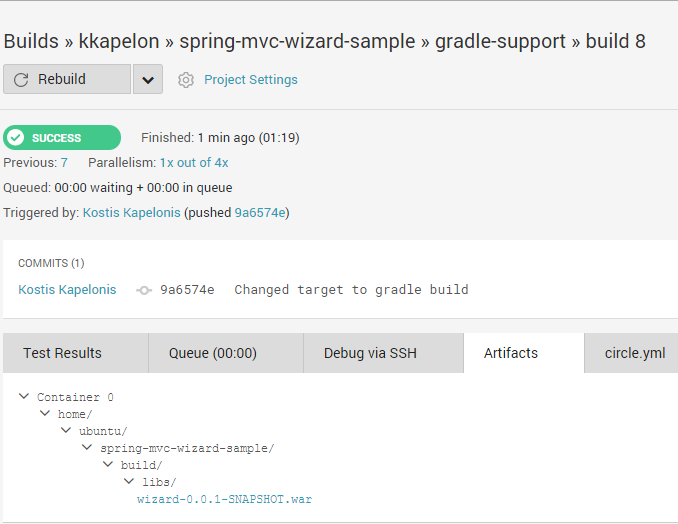 Builds » kkapelon » spring-mvc-wizard-sample » gradle-support » build 8
Rebuild Project Settings
SUCCESS Finished: 1 min ago (01:19)
Previous: 7 Parallelism: 1x out of 4x
Queued: 00:00 waiting + 00:00 in queue
Triggered by: Kostis Kapelonis (pushed 9a6574e)
COMMITS (1)
Kostis Kapelonis 9a6574e Changed target to gradle build
Test Results Queue (00:00) Debug via SSH Artifacts circle.yml
Container 0
home/
ubuntu/
spring-mvc-wizard-sample/
build/
libs/
wizard-0.0.1-SNAPSHOT.war